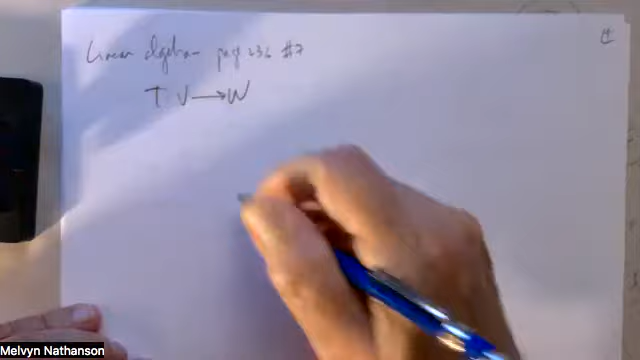 Linear algebra page 236 #7
T V → W
Melvyn Nathanson